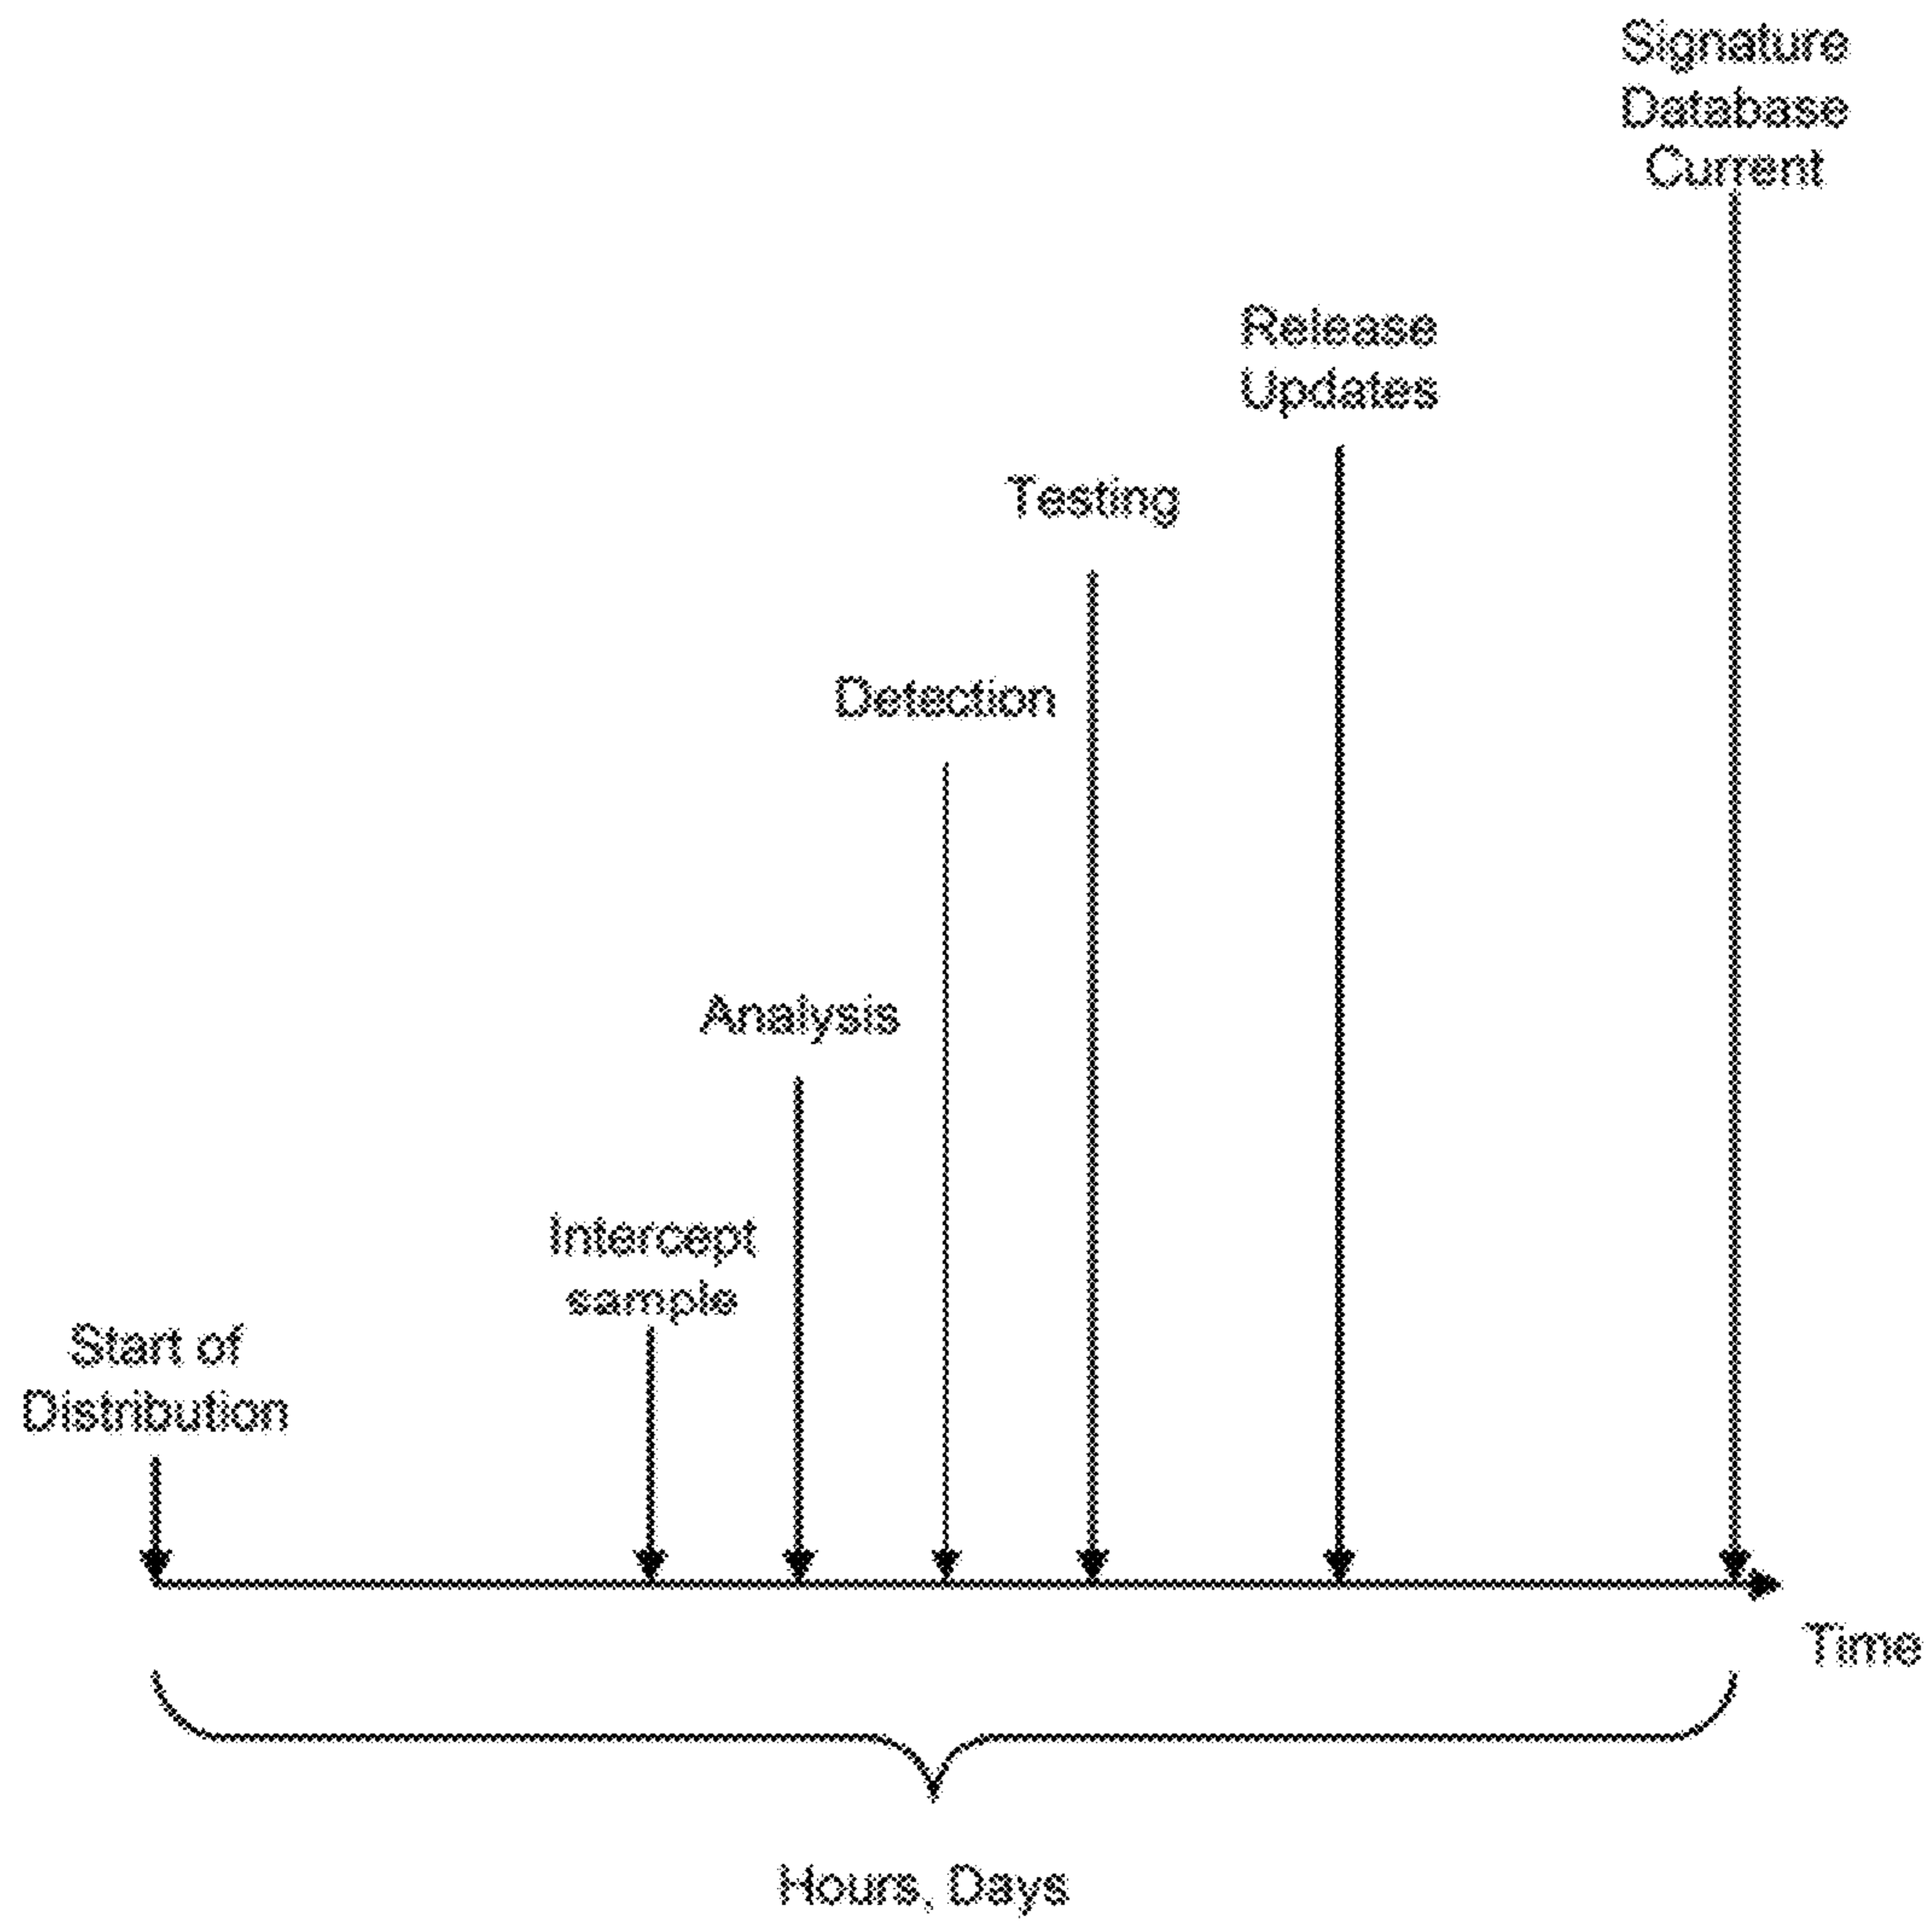 Signature
Database
Current
Release
Updates
Testing
Detection
Analysis
Intercept
sample
Start of
Distribution
Time
Hours, Days